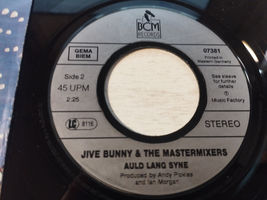 BCM
RECORDS
GEMA
BIEM
07381
Printed in
Western Germany
Side 2
45 UPM
2:25
See sleeve
for further
details
℗
Music Factory
LC 8116
STEREO
JIVE BUNNY & THE MASTERMIXERS
AULD LANG SYNE
Produced by Andy Pickles
and Ian Morgan